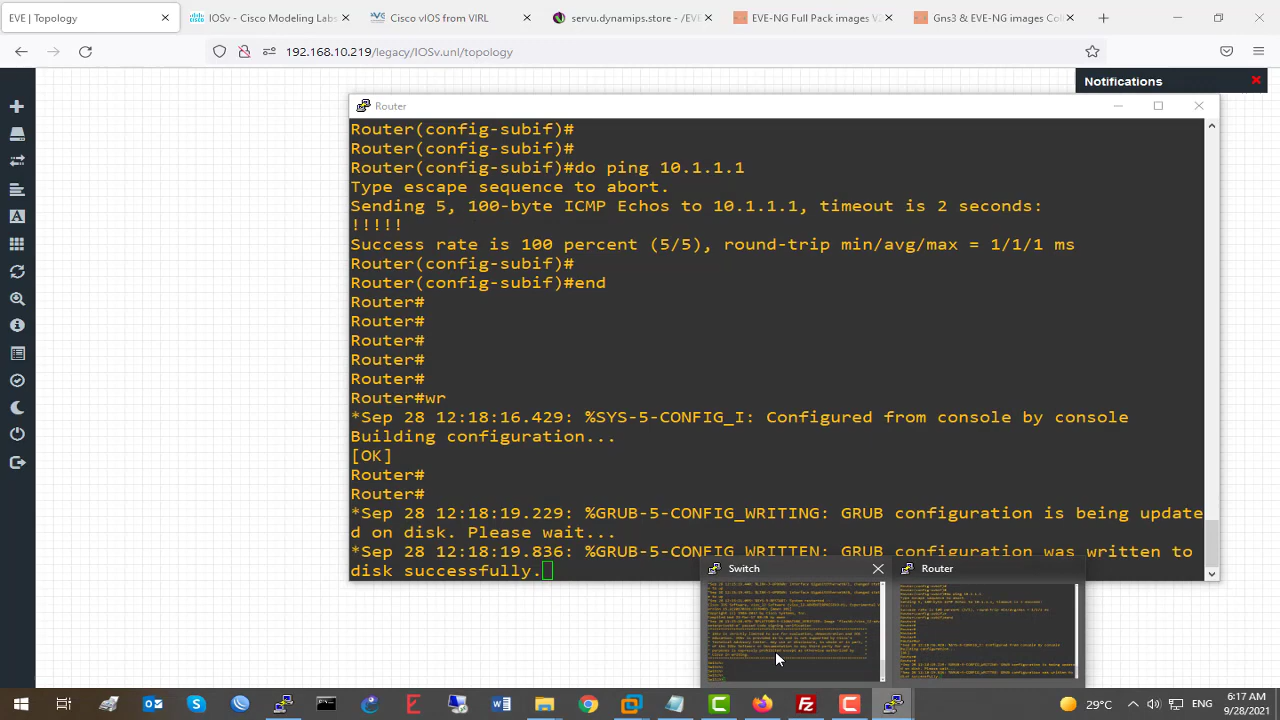 EVE | Topology
IOSv - Cisco Modeling Labs
Cisco vIOS from VIRL
servu.dynamips.store - /EVE
EVE-NG Full Pack images V
Gns3 & EVE-NG images Col
192.168.10.219/legacy/IOSv.unl/topology
Notifications
Router
Router(config-subif)#
Router(config-subif)#
Router(config-subif)#do ping 10.1.1.1
Type escape sequence to abort.
Sending 5, 100-byte ICMP Echos to 10.1.1.1, timeout is 2 seconds:
!!!!!
Success rate is 100 percent (5/5), round-trip min/avg/max = 1/1/1 ms
Router(config-subif)#
Router(config-subif)#end
Router#
Router#
Router#
Router#
Router#
Router#wr
*Sep 28 12:18:16.429: %SYS-5-CONFIG_I: Configured from console by console
Building configuration...
[OK]
Router#
Router#
*Sep 28 12:18:19.229: %GRUB-5-CONFIG_WRITING: GRUB configuration is being update
d on disk. Please wait...
*Sep 28 12:18:19.836: %GRUB-5-CONFIG_WRITTEN: GRUB configuration was written to
disk successfully.
Switch
Router
29°C
ENG
6:17 AM
9/28/2021